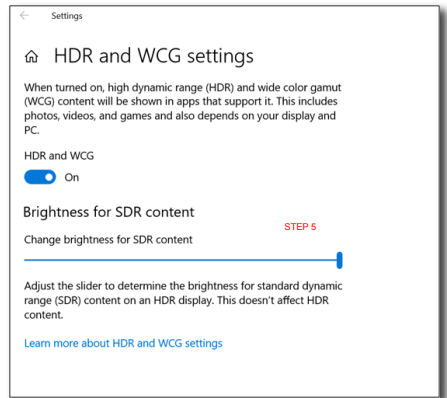 Settings
HDR and WCG settings
When turned on, high dynamic range (HDR) and wide color gamut
(WCG) content will be shown in apps that support it. This includes
photos, videos, and games and also depends on your display and
PC.
HDR and WCG
On
Brightness for SDR content
STEP 5
Change brightness for SDR content
Adjust the slider to determine the brightness for standard dynamic
range (SDR) content on an HDR display. This doesn't affect HDR
content.
Learn more about HDR and WCG settings